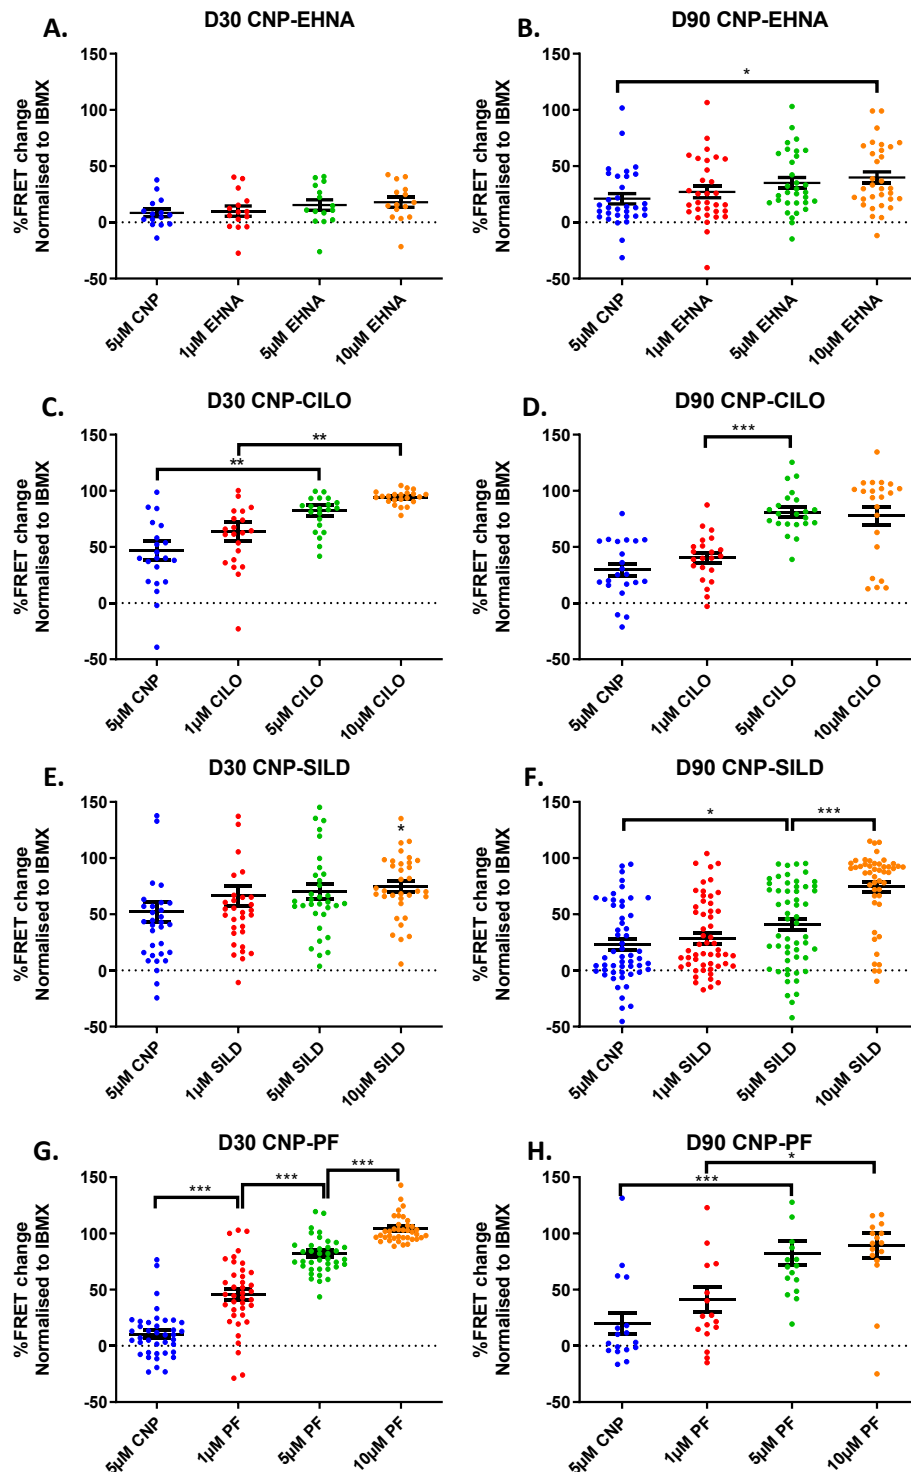 A.
D30 CNP-EHNA
%FRET change
Normalised to IBMX
150
100
50
0
-50
5µM CNP
1µM EHNA
5µM EHNA
10µM EHNA
B.
D90 CNP-EHNA
%FRET change
Normalised to IBMX
150
100
50
0
-50
*
5µM CNP
1µM EHNA
5µM EHNA
10µM EHNA
C.
D30 CNP-CILO
%FRET change
Normalised to IBMX
150
100
50
0
-50
**
**
5µM CNP
1µM CILO
5µM CILO
10µM CILO
D.
D90 CNP-CILO
%FRET change
Normalised to IBMX
150
100
50
0
-50
***
5µM CNP
1µM CILO
5µM CILO
10µM CILO
E.
D30 CNP-SILD
%FRET change
Normalised to IBMX
150
100
50
0
-50
*
5µM CNP
1µM SILD
5µM SILD
10µM SILD
F.
D90 CNP-SILD
%FRET change
Normalised to IBMX
150
100
50
0
-50
*
***
5µM CNP
1µM SILD
5µM SILD
10µM SILD
G.
D30 CNP-PF
%FRET change
Normalised to IBMX
150
100
50
0
-50
***
***
***
5µM CNP
1µM PF
5µM PF
10µM PF
H.
D90 CNP-PF
%FRET change
Normalised to IBMX
150
100
50
0
-50
***
*
5µM CNP
1µM PF
5µM PF
10µM PF